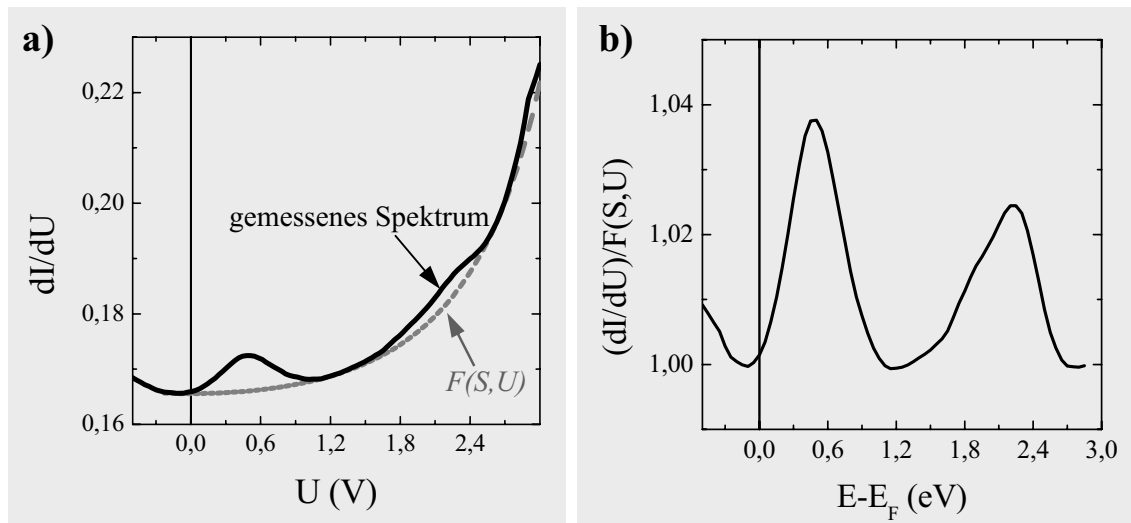 a)
dI/dU
0,22
0,20
0,18
0,16
gemessenes Spektrum
F(S,U)
0,0 0,6 1,2 1,8 2,4
U (V)
b)
(dI/dU)/F(S,U)
1,04
1,02
1,00
0,0 0,6 1,2 1,8 2,4 3,0
E-E_F (eV)